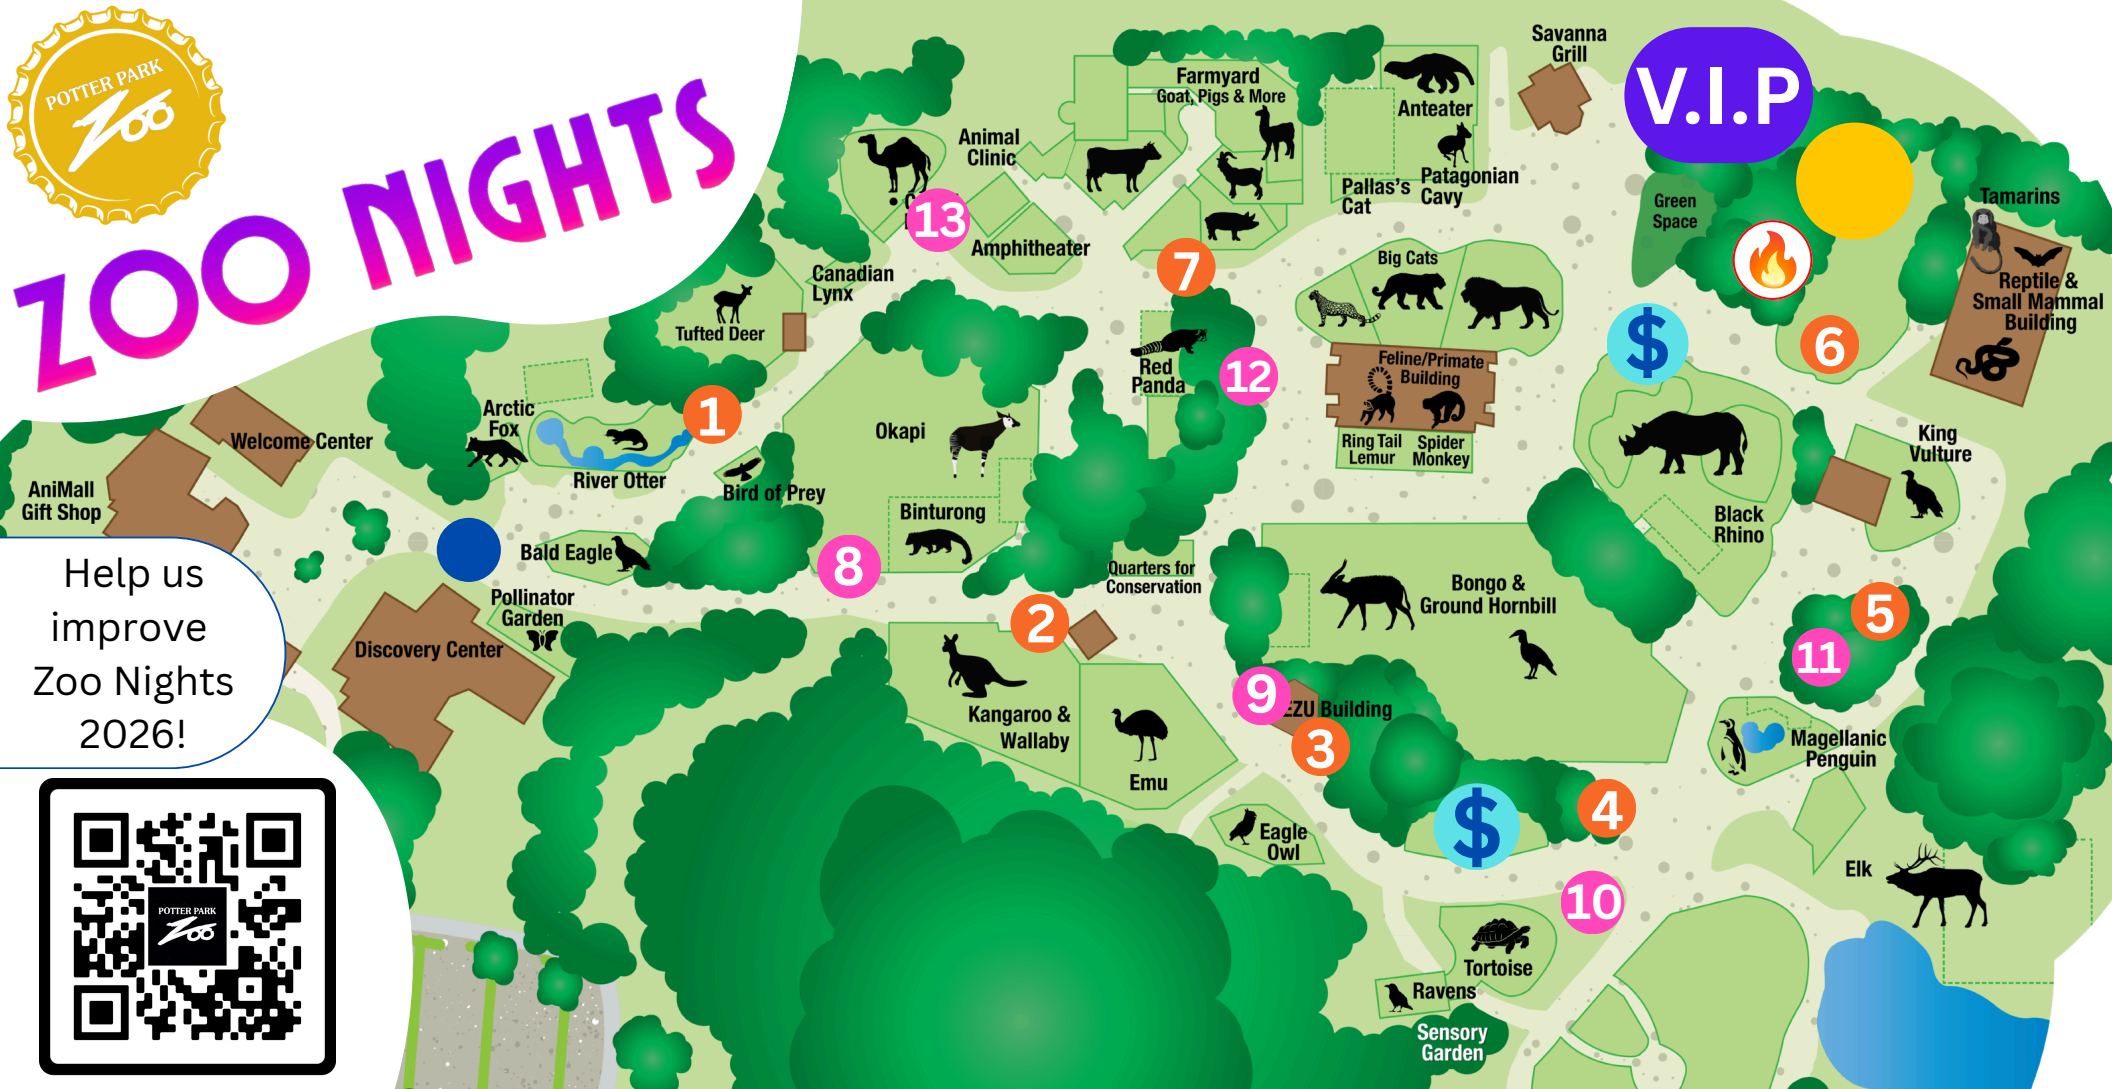 POTTER PARK
ZOO
ZOO NIGHTS
Savanna
Grill
V.I.P
Farmyard
Goat, Pigs & More
Anteater
Animal
Clinic
Patagonian
Cavy
Pallas's
Cat
Green
Space
Tamarins
13
Amphitheater
Canadian
Lynx
7
Big Cats
Reptile &
Small Mammal
Building
Tufted Deer
$
6
Red
Panda
12
Feline/Primate
Building
Arctic
Fox
1
Okapi
Welcome Center
Ring Tail
Lemur
Spider
Monkey
King
Vulture
River Otter
Bird of Prey
AniMall
Gift Shop
Binturong
Black
Rhino
Bald Eagle
8
Quarters for
Conservation
Bongo &
Ground Hornbill
Help us
improve
Zoo Nights
2026!
Pollinator
Garden
2
5
Discovery Center
11
9
EZU Building
Kangaroo &
Wallaby
3
Magellanic
Penguin
Emu
4
$
Eagle
Owl
Elk
10
POTTER PARK
ZOO
Tortoise
Ravens
Sensory
Garden